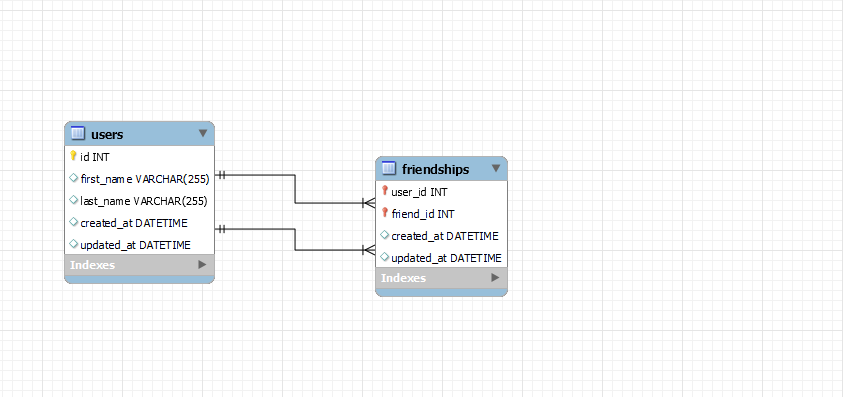 users
id INT
first_name VARCHAR(255)
last_name VARCHAR(255)
created_at DATETIME
updated_at DATETIME
Indexes
friendships
user_id INT
friend_id INT
created_at DATETIME
updated_at DATETIME
Indexes